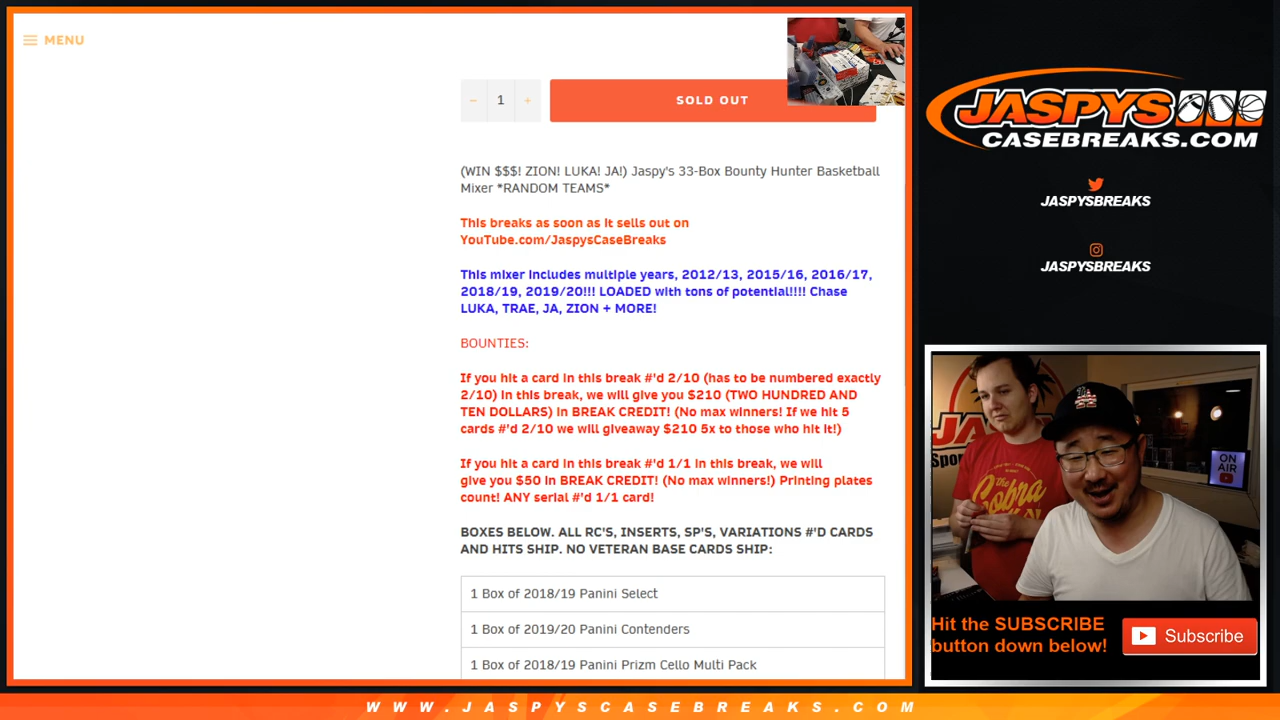 MENU
− 1 +
SOLD OUT
(WIN $$$! ZION! LUKA! JA!) Jaspy's 33-Box Bounty Hunter Basketball
Mixer *RANDOM TEAMS*
This breaks as soon as it sells out on
YouTube.com/JaspysCaseBreaks
This mixer includes multiple years, 2012/13, 2015/16, 2016/17,
2018/19, 2019/20!!! LOADED with tons of potential!!!! Chase
LUKA, TRAE, JA, ZION + MORE!
BOUNTIES:
If you hit a card in this break #'d 2/10 (has to be numbered exactly
2/10) in this break, we will give you $210 (TWO HUNDRED AND
TEN DOLLARS) in BREAK CREDIT! (No max winners! If we hit 5
cards #'d 2/10 we will giveaway $210 5x to those who hit it!)
If you hit a card in this break #'d 1/1 in this break, we will
give you $50 in BREAK CREDIT! (No max winners!) Printing plates
count! ANY serial #'d 1/1 card!
BOXES BELOW. ALL RC'S, INSERTS, SP'S, VARIATIONS #'D CARDS
AND HITS SHIP. NO VETERAN BASE CARDS SHIP:
1 Box of 2018/19 Panini Select
1 Box of 2019/20 Panini Contenders
1 Box of 2018/19 Panini Prizm Cello Multi Pack
JASPYS
CASEBREAKS.COM
JASPYSBREAKS
JASPYSBREAKS
the
Cobra
ON
AIR
Hit the SUBSCRIBE
button down below!
Subscribe
WWW.JASPYSCASEBREAKS.COM